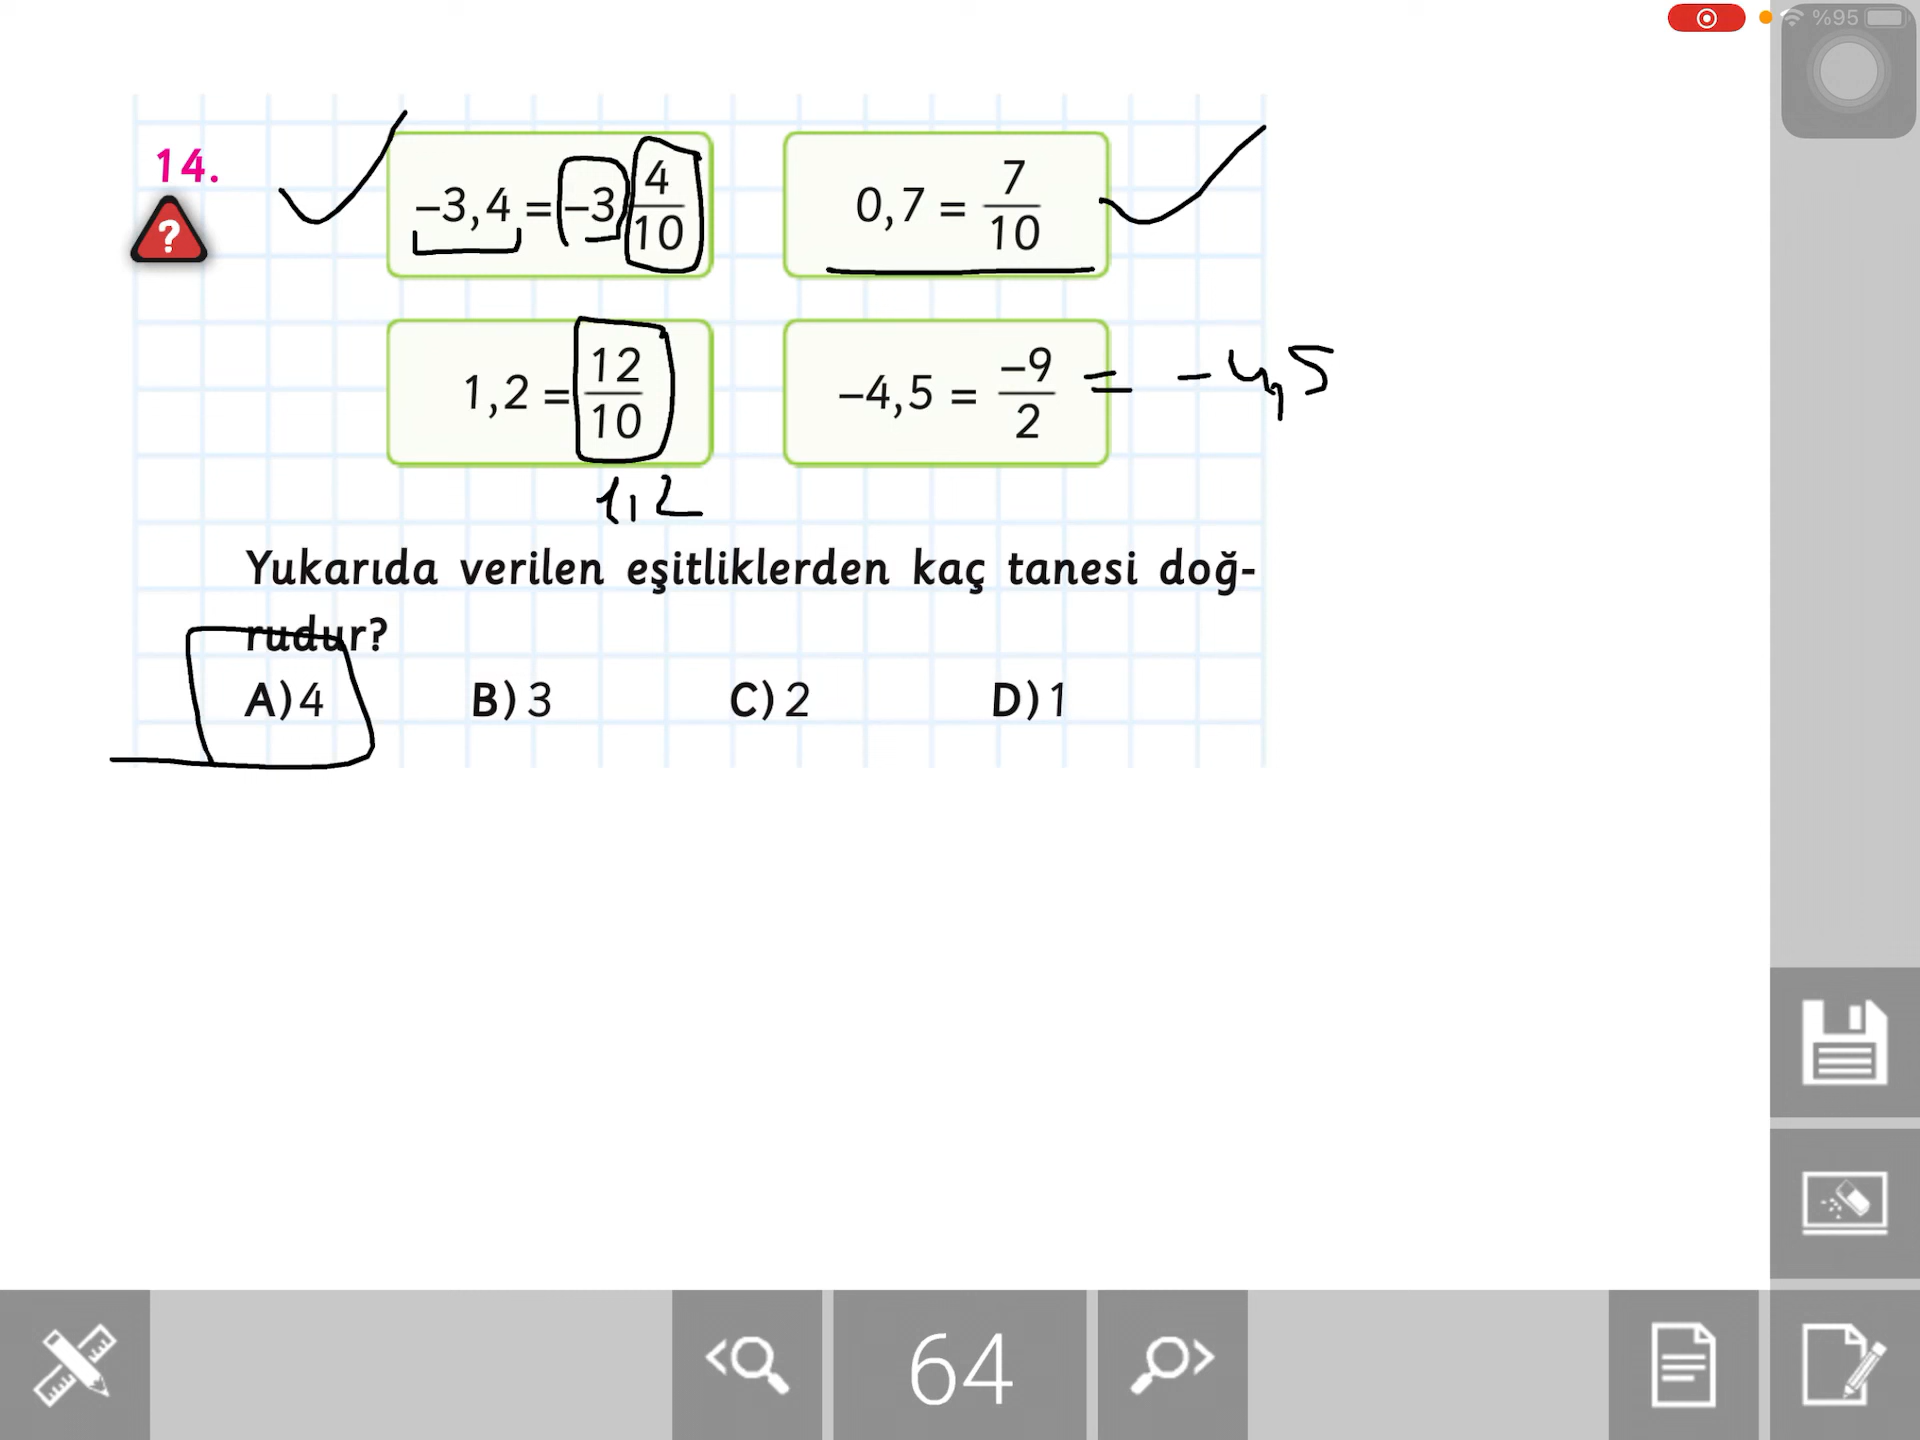 %95
14.
?
−3,4 = −3 4/10
0,7 = 7/10
1,2 = 12/10
−4,5 = −9/2 = −4,5
1,2
Yukarıda verilen eşitliklerden kaç tanesi doğ-
rudur?
A) 4 B) 3 C) 2 D) 1
64